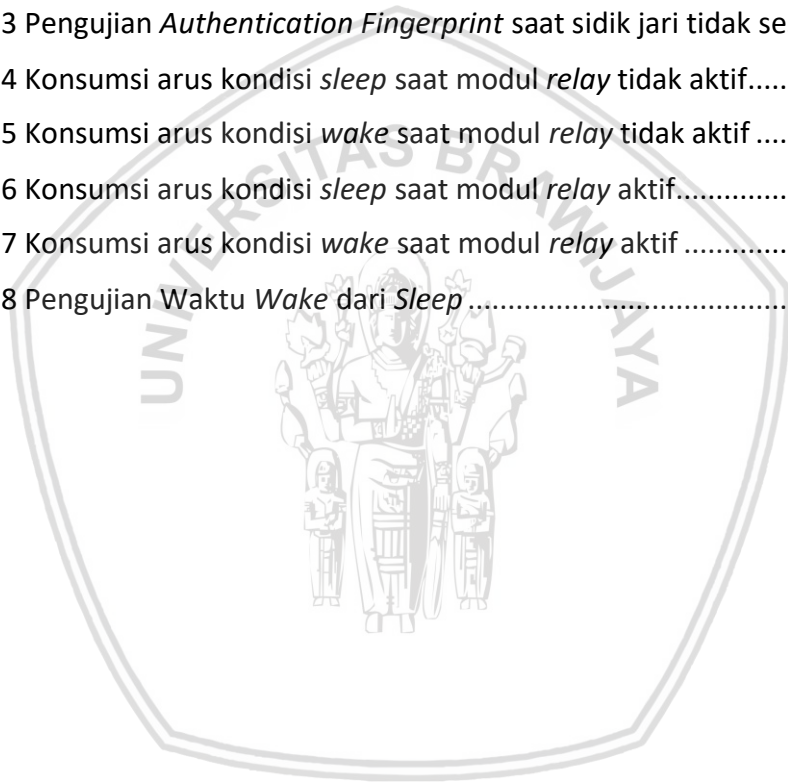 3 Pengujian Authentication Fingerprint saat sidik jari tidak se
4 Konsumsi arus kondisi sleep saat modul relay tidak aktif.....
5 Konsumsi arus kondisi wake saat modul relay tidak aktif ....
6 Konsumsi arus kondisi sleep saat modul relay aktif..............
7 Konsumsi arus kondisi wake saat modul relay aktif .............
8 Pengujian Waktu Wake dari Sleep ........................................
UNIVERSITAS BRAWIJAYA